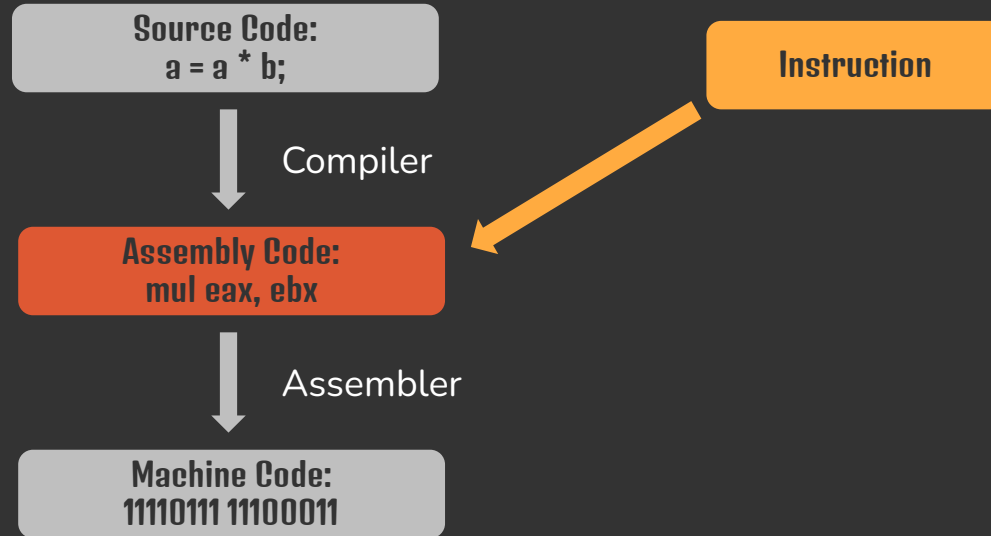 Source Code:
a = a * b;
Instruction
Compiler
Assembly Code:
mul eax, ebx
Assembler
Machine Code:
11110111 11100011